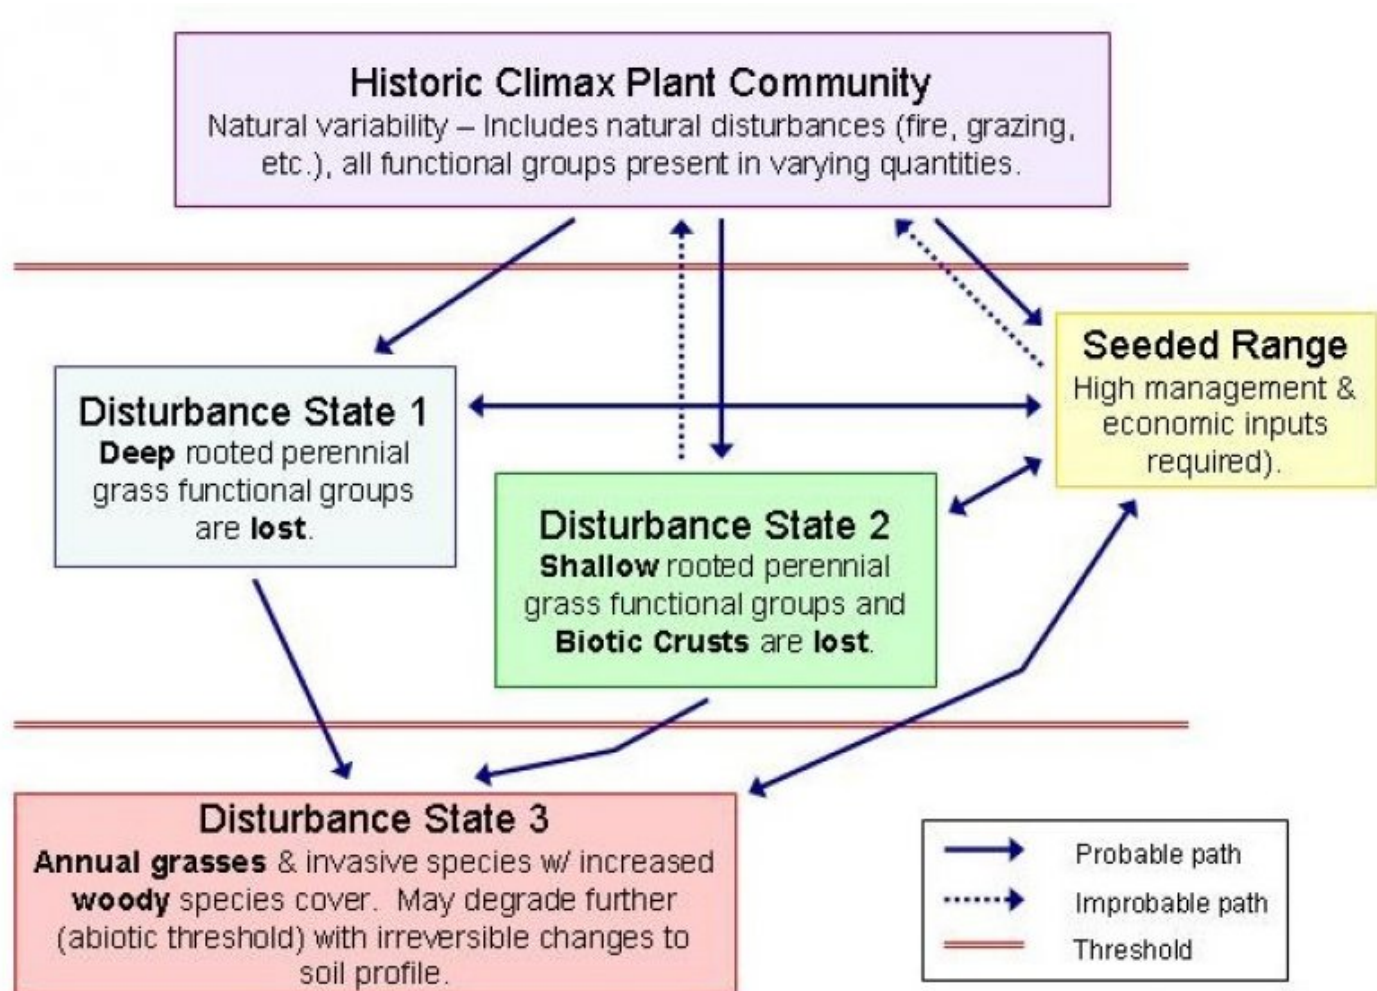 Historic Climax Plant Community
Natural variability – Includes natural disturbances (fire, grazing,
etc.), all functional groups present in varying quantities.
Seeded Range
High management &
economic inputs
required).
Disturbance State 1
Deep rooted perennial
grass functional groups
are lost.
Disturbance State 2
Shallow rooted perennial
grass functional groups and
Biotic Crusts are lost.
Disturbance State 3
Annual grasses & invasive species w/ increased
woody species cover. May degrade further
(abiotic threshold) with irreversible changes to
soil profile.
Probable path
Improbable path
Threshold